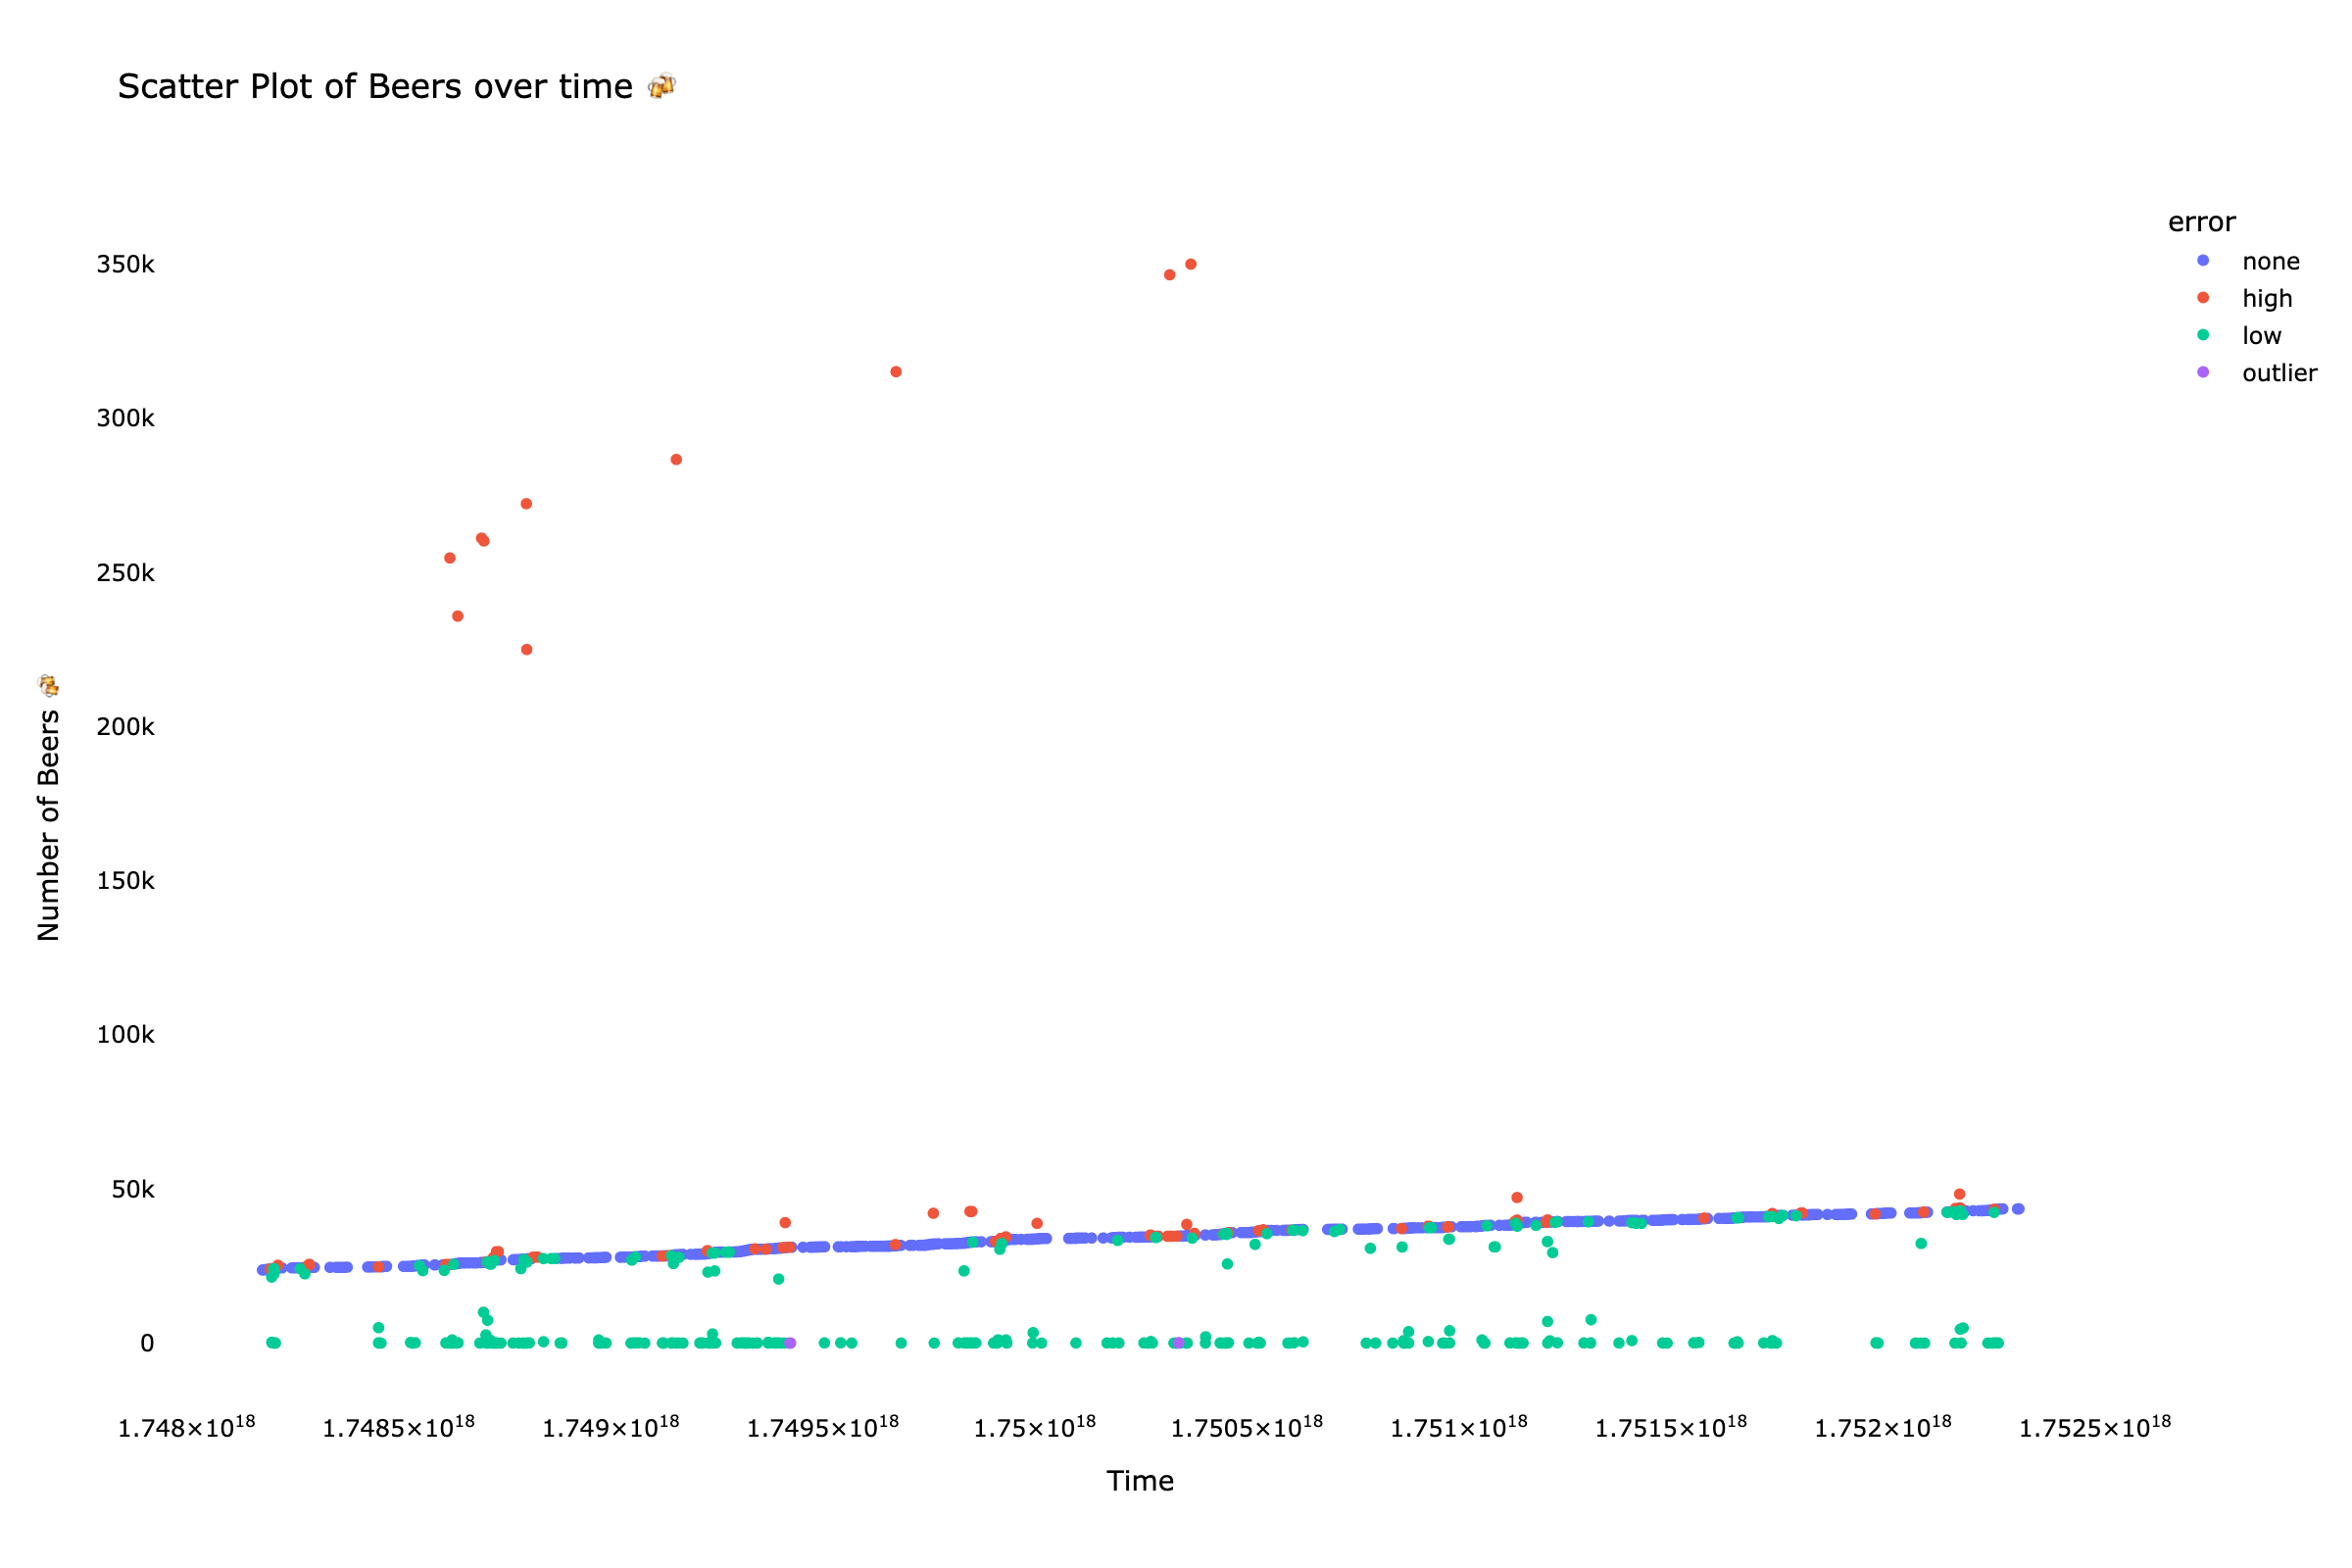 Scatter Plot of Beers over time 🍻
error
none
high
low
outlier
350k
300k
250k
200k
150k
100k
50k
0
Number of Beers 🍻
1.748×10¹⁸ 1.7485×10¹⁸ 1.749×10¹⁸ 1.7495×10¹⁸ 1.75×10¹⁸ 1.7505×10¹⁸ 1.751×10¹⁸ 1.7515×10¹⁸ 1.752×10¹⁸ 1.7525×10¹⁸
Time